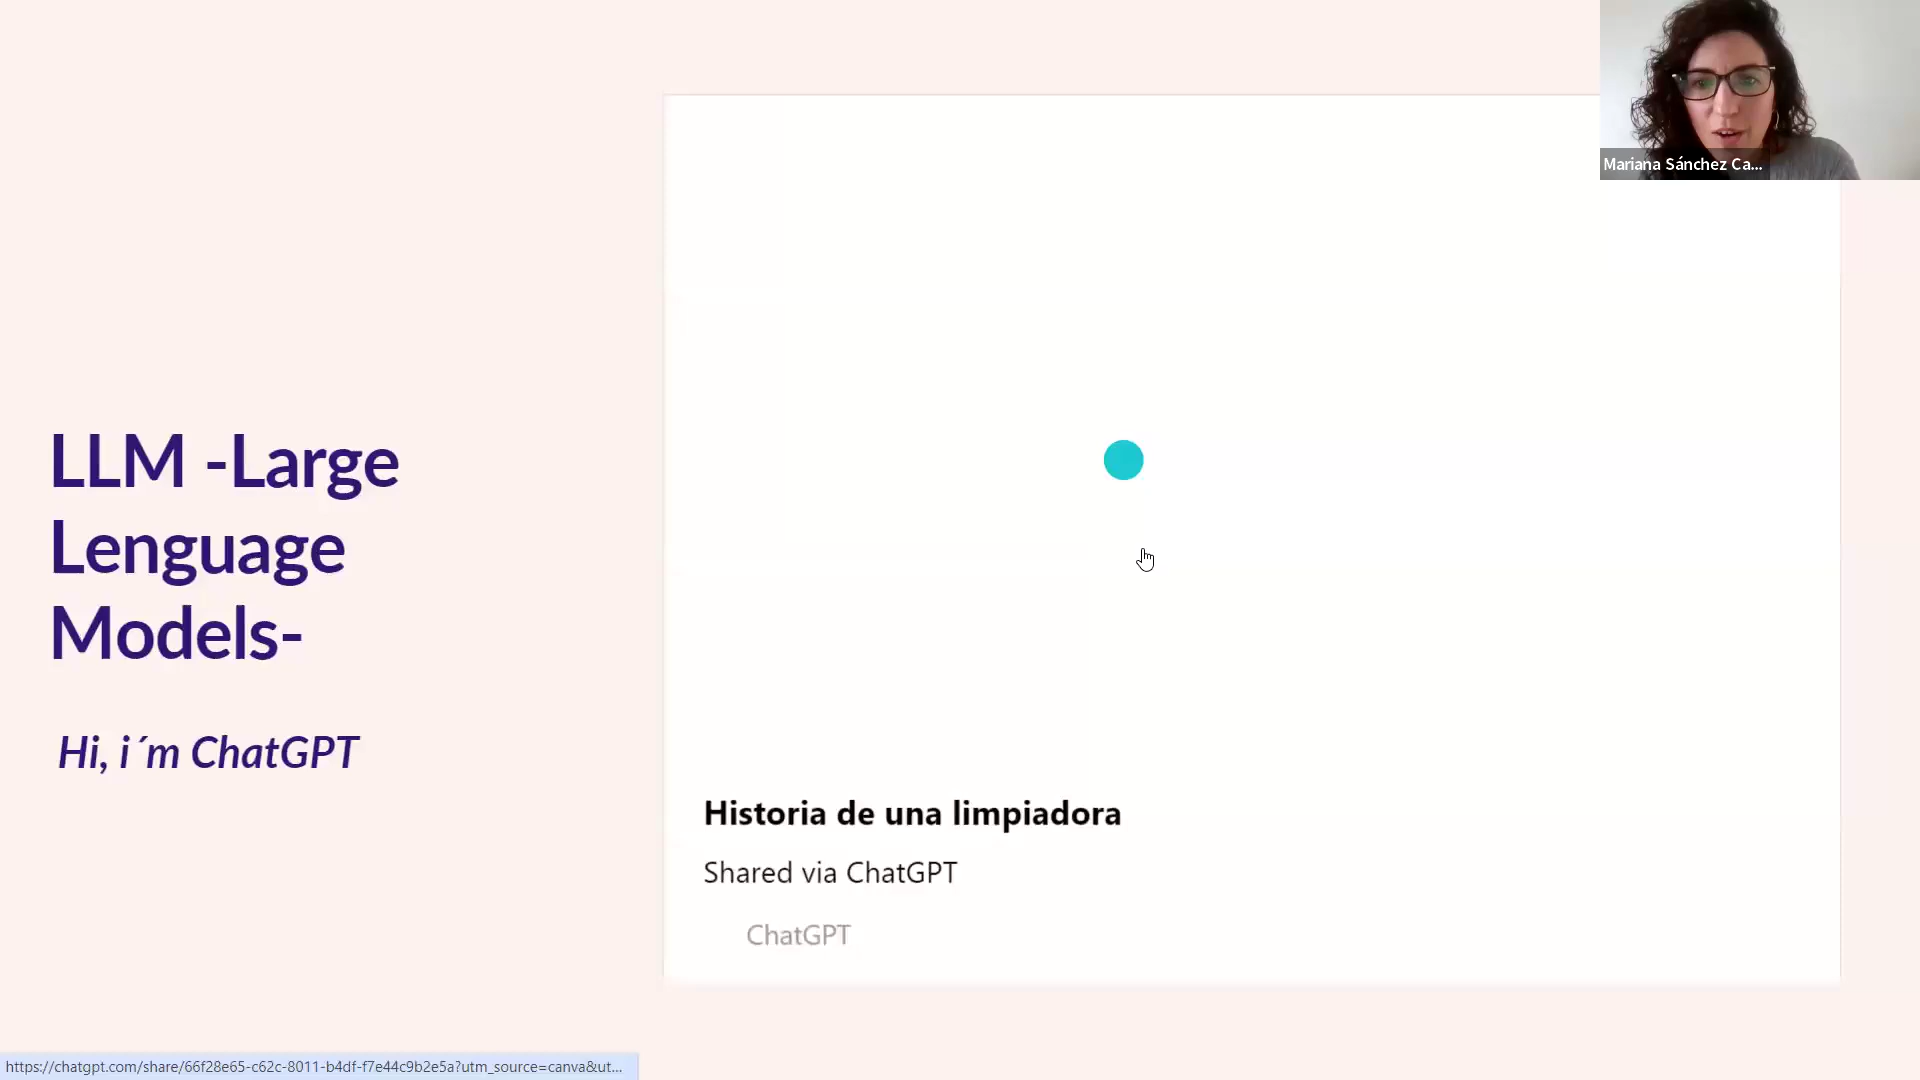 Mariana Sánchez Ca...
LLM -Large
Lenguage
Models-
Hi, i´m ChatGPT
Historia de una limpiadora
Shared via ChatGPT
ChatGPT
https://chatgpt.com/share/66f28e65-c62c-8011-b4df-f7e44c9b2e5a?utm_source=canva&ut...